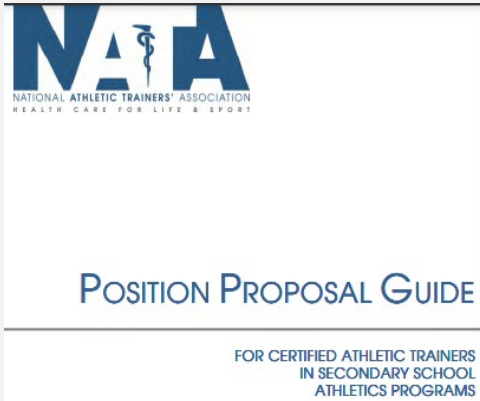 NATA
NATIONAL ATHLETIC TRAINERS' ASSOCIATION
HEALTH CARE FOR LIFE & SPORT
POSITION PROPOSAL GUIDE
FOR CERTIFIED ATHLETIC TRAINERS
IN SECONDARY SCHOOL
ATHLETICS PROGRAMS